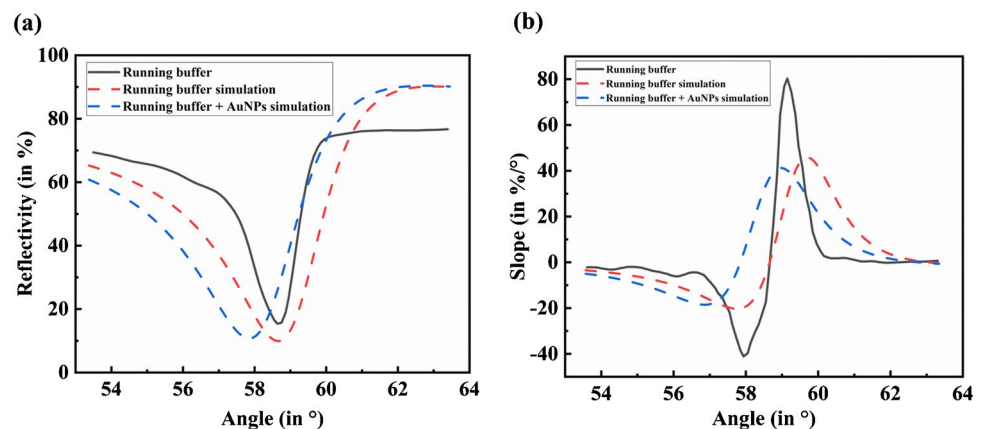 (a)
Reflectivity (in %)
100
80
60
40
20
0
Running buffer
Running buffer simulation
Running buffer + AuNPs simulation
54
56
58
60
62
64
Angle (in °)
(b)
Slope (in %/°)
80
60
40
20
0
-20
-40
Running buffer
Running buffer simulation
Running buffer + AuNPs simulation
54
56
58
60
62
64
Angle (in °)